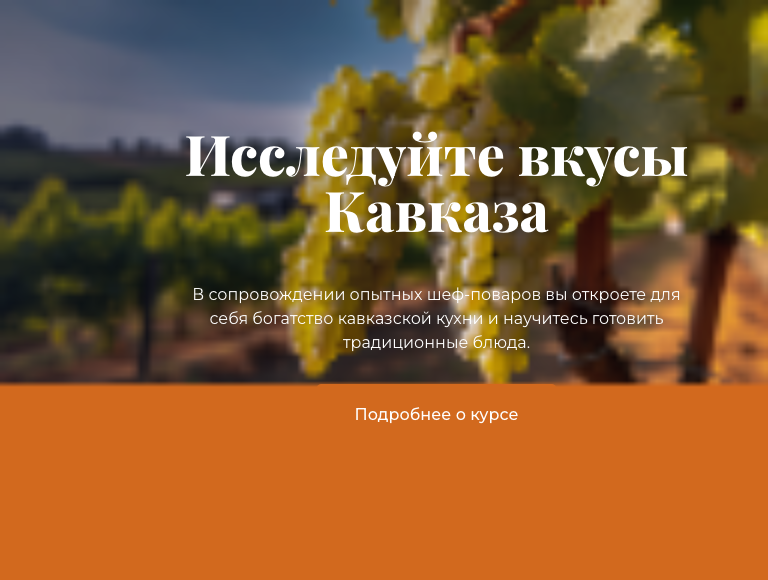 Исследуйте вкусы
Кавказа
В сопровождении опытных шеф-поваров вы откроете для
себя богатство кавказской кухни и научитесь готовить
традиционные блюда.
Подробнее о курсе